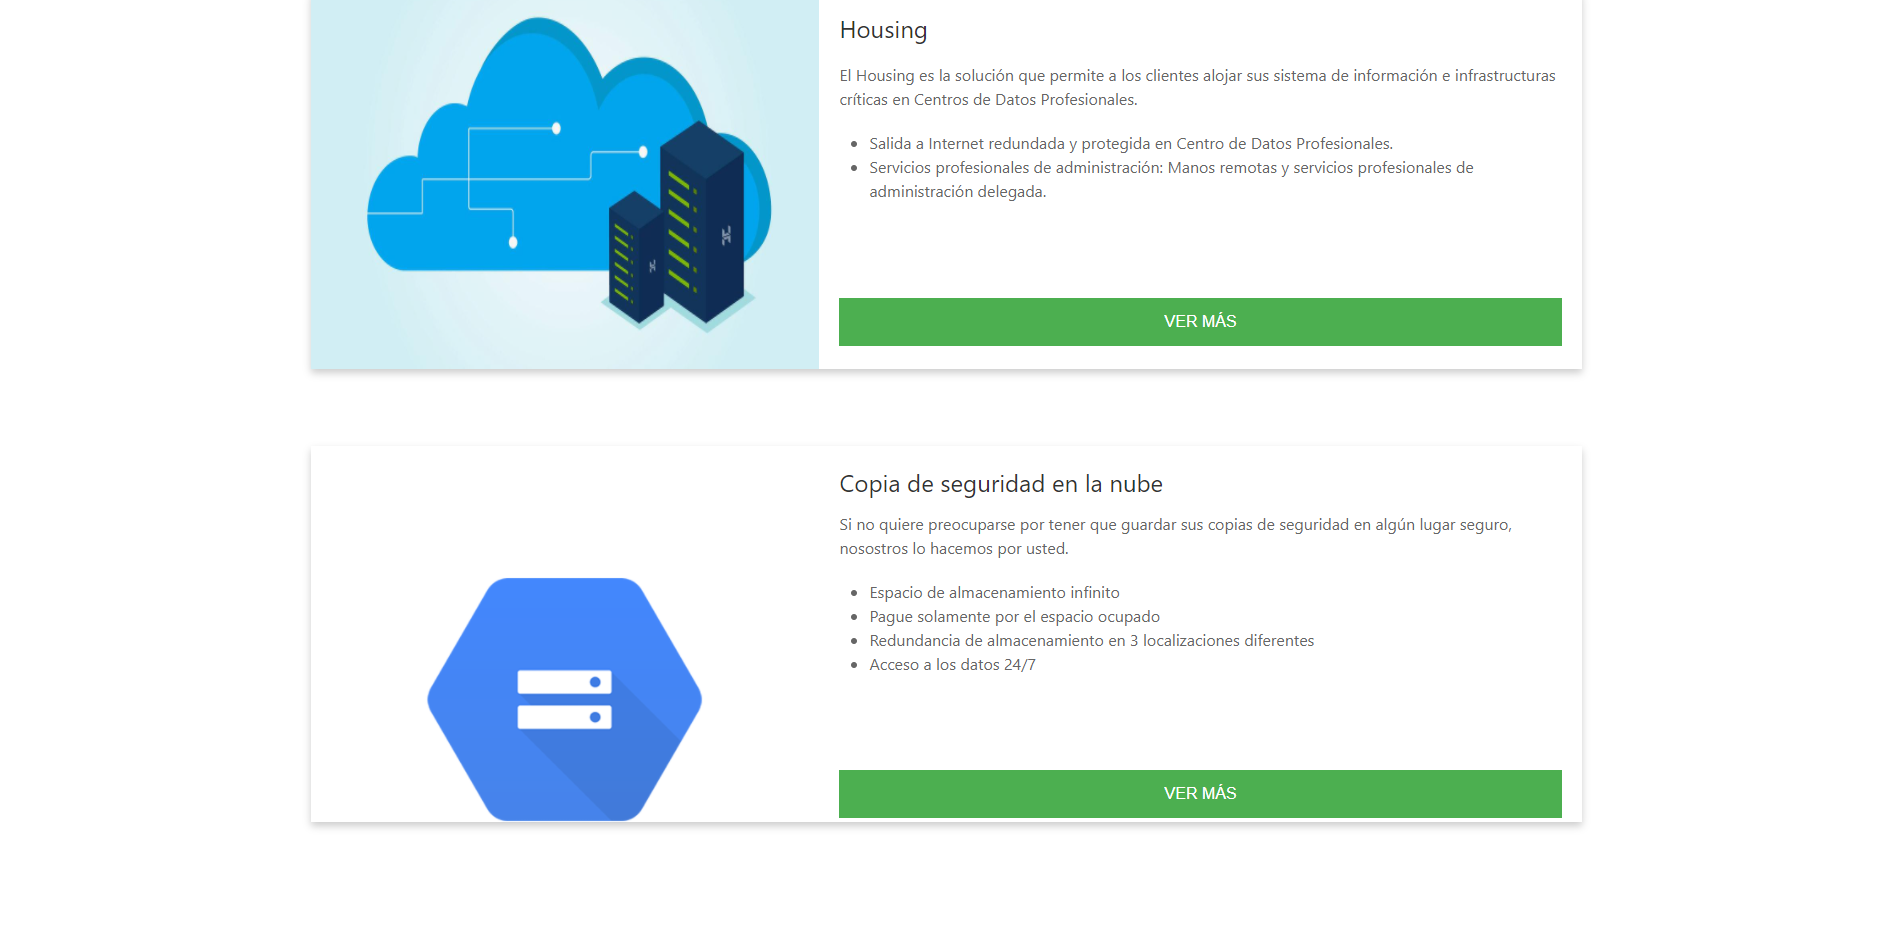 Housing
El Housing es la solución que permite a los clientes alojar sus sistema de información e infrastructuras
críticas en Centros de Datos Profesionales.
Salida a Internet redundada y protegida en Centro de Datos Profesionales.
Servicios profesionales de administración: Manos remotas y servicios profesionales de
administración delegada.
VER MÁS
Copia de seguridad en la nube
Si no quiere preocuparse por tener que guardar sus copias de seguridad en algún lugar seguro,
nosostros lo hacemos por usted.
Espacio de almacenamiento infinito
Pague solamente por el espacio ocupado
Redundancia de almacenamiento en 3 localizaciones diferentes
Acceso a los datos 24/7
VER MÁS